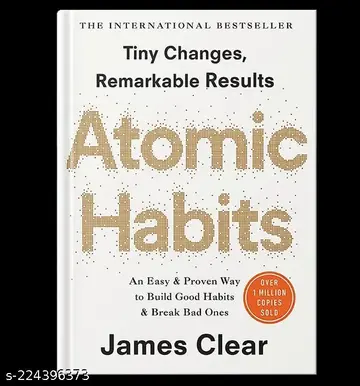 THE INTERNATIONAL BESTSELLER
Tiny Changes,
Remarkable Results
Atomic
Habits
An Easy & Proven Way
to Build Good Habits
& Break Bad Ones
OVER
1 MILLION
COPIES
SOLD
James Clear
s-224396373